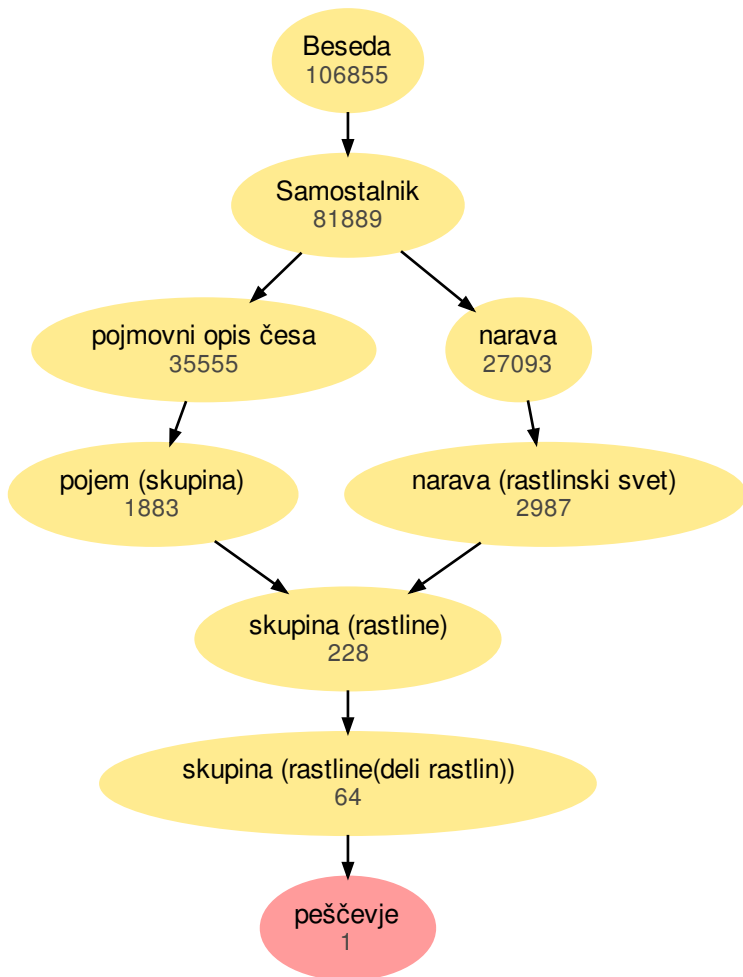 Beseda
106855
Samostalnik
81889
pojmovni opis česa
35555
narava
27093
pojem (skupina)
1883
narava (rastlinski svet)
2987
skupina (rastline)
228
skupina (rastline(deli rastlin))
64
peščevje
1